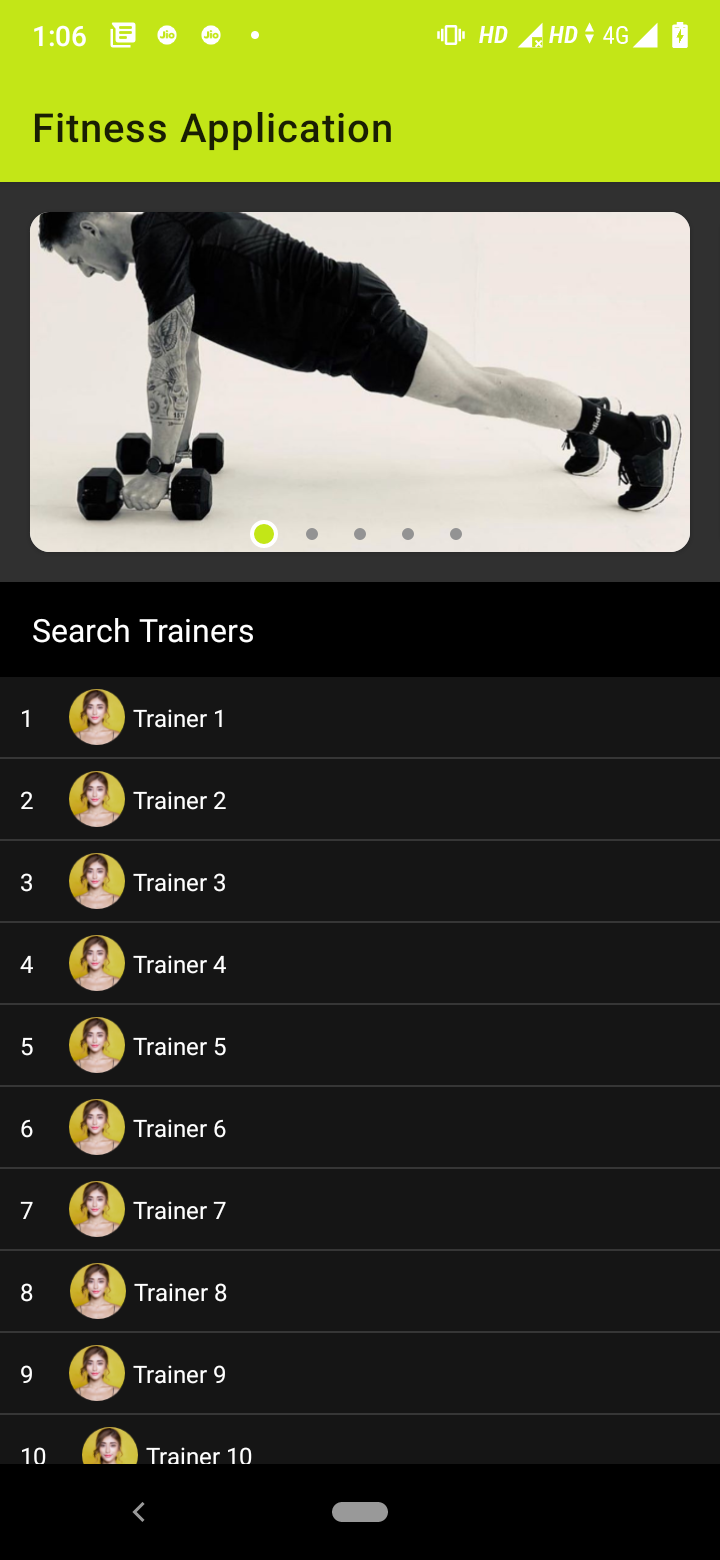 1:06 Jio Jio HD HD 4G
Fitness Application
Search Trainers
1 Trainer 1
2 Trainer 2
3 Trainer 3
4 Trainer 4
5 Trainer 5
6 Trainer 6
7 Trainer 7
8 Trainer 8
9 Trainer 9
10 Trainer 10